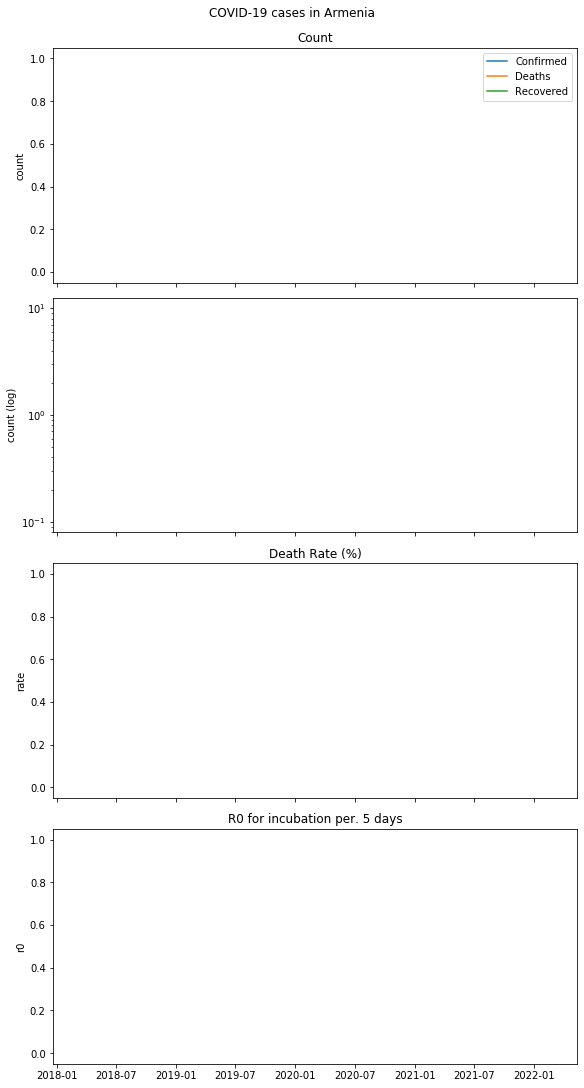 COVID-19 cases in Armenia
Count
Confirmed
Deaths
Recovered
1.0
0.8
0.6
0.4
0.2
0.0
count
10¹
10⁰
10⁻¹
count (log)
Death Rate (%)
1.0
0.8
0.6
0.4
0.2
0.0
rate
R0 for incubation per. 5 days
1.0
0.8
0.6
0.4
0.2
0.0
r0
2018-01 2018-07 2019-01 2019-07 2020-01 2020-07 2021-01 2021-07 2022-01